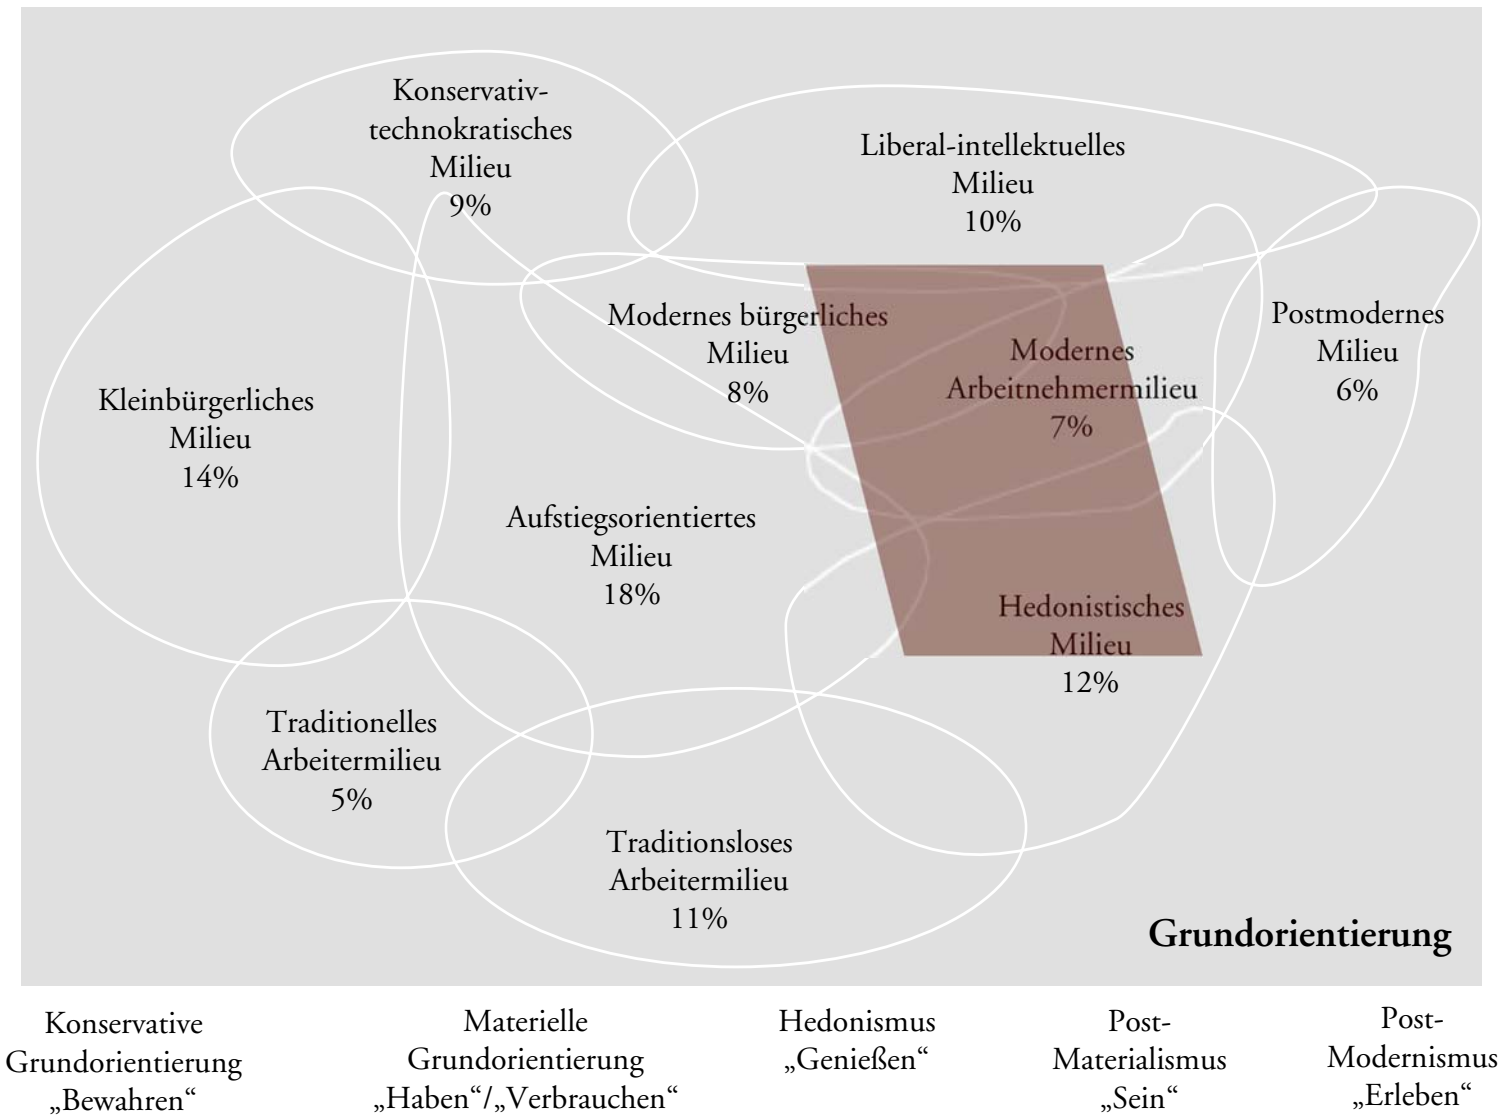 Konservativ-
technokratisches
Milieu
9%
Liberal-intellektuelles
Milieu
10%
Modernes bürgerliches
Milieu
8%
Modernes
Arbeitnehmermilieu
7%
Postmodernes
Milieu
6%
Kleinbürgerliches
Milieu
14%
Aufstiegsorientiertes
Milieu
18%
Hedonistisches
Milieu
12%
Traditionelles
Arbeitermilieu
5%
Traditionsloses
Arbeitermilieu
11%
Grundorientierung
Konservative
Grundorientierung
„Bewahren“
Materielle
Grundorientierung
„Haben“/„Verbrauchen“
Hedonismus
„Genießen“
Post-
Materialismus
„Sein“
Post-
Modernismus
„Erleben“